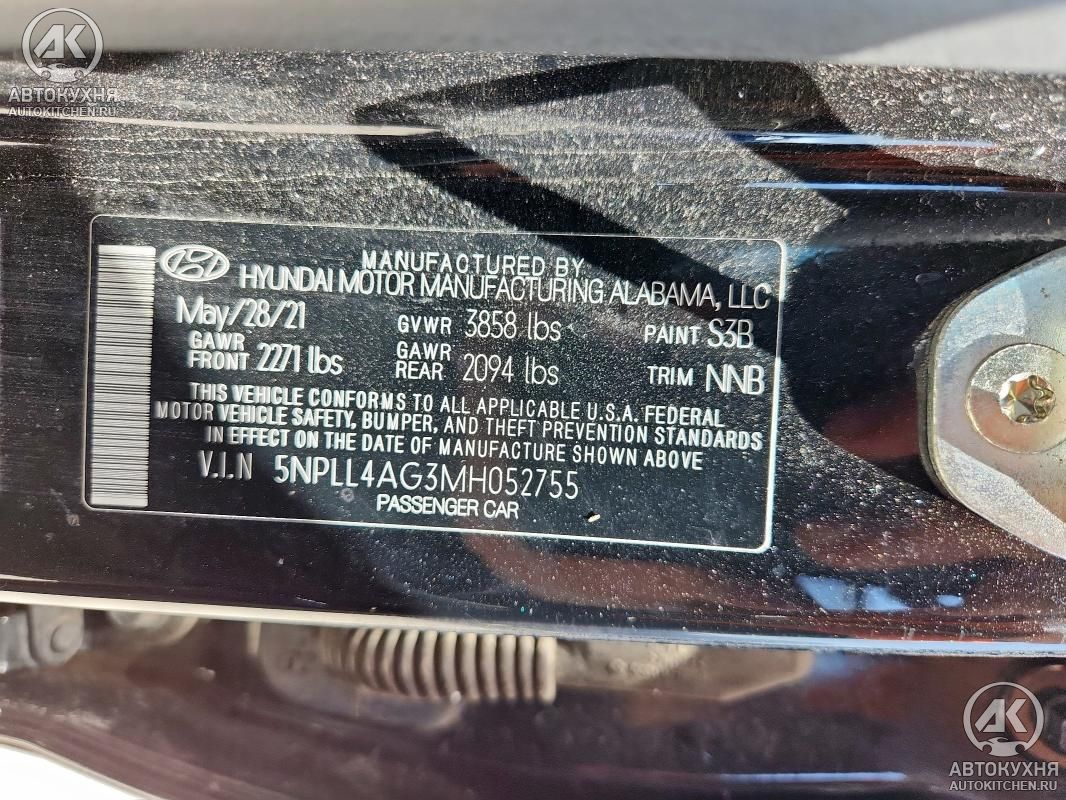 АК
АВТОКУХНЯ
AUTOKITCHEN.RU
MANUFACTURED BY
HYUNDAI MOTOR MANUFACTURING ALABAMA, LLC
May/28/21 GVWR 3858 lbs PAINT S3B
GAWR FRONT 2271 lbs GAWR REAR 2094 lbs TRIM NNB
THIS VEHICLE CONFORMS TO ALL APPLICABLE U.S.A. FEDERAL
MOTOR VEHICLE SAFETY, BUMPER, AND THEFT PREVENTION STANDARDS
IN EFFECT ON THE DATE OF MANUFACTURE SHOWN ABOVE
V.I.N 5NPLL4AG3MH052755
PASSENGER CAR
АК
АВТОКУХНЯ
AUTOKITCHEN.RU